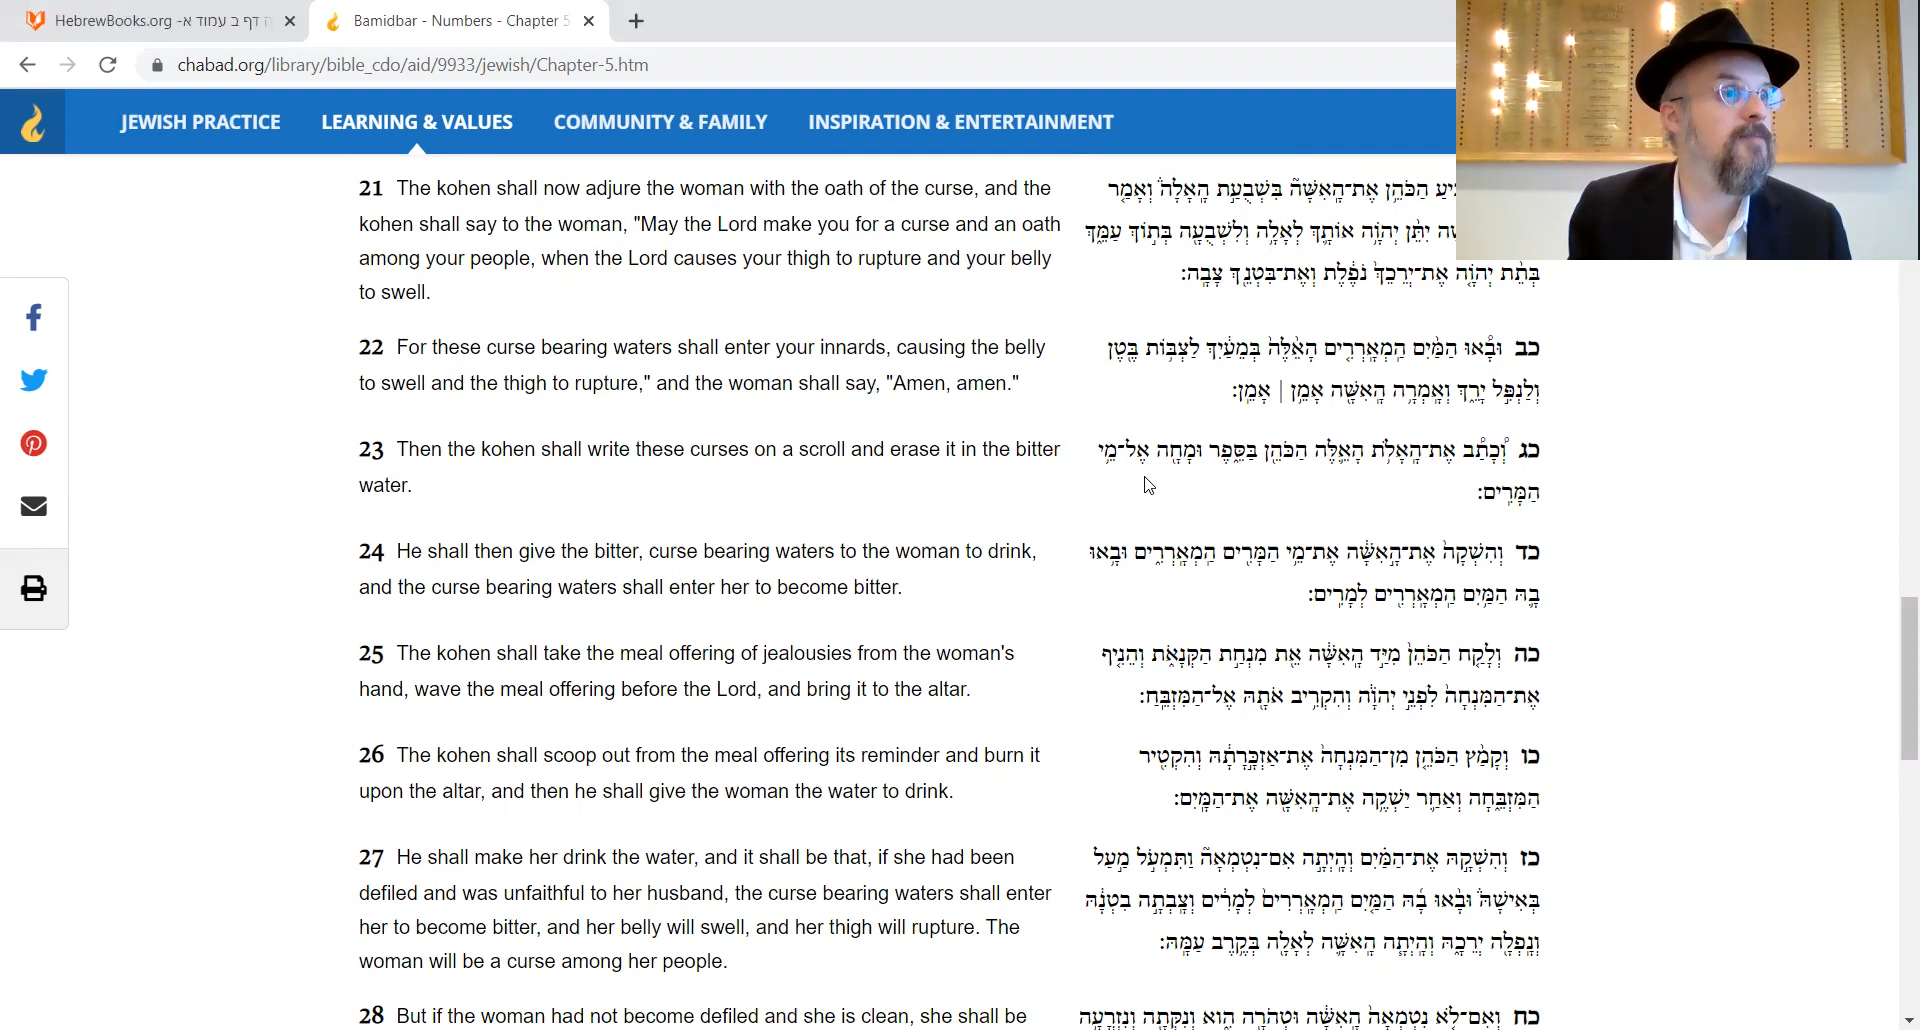 HebrewBooks.org -דף ב עמוד א
Bamidbar - Numbers - Chapter 5
chabad.org/library/bible_cdo/aid/9933/jewish/Chapter-5.htm
JEWISH PRACTICE LEARNING & VALUES COMMUNITY & FAMILY INSPIRATION & ENTERTAINMENT
21 The kohen shall now adjure the woman with the oath of the curse, and the
kohen shall say to the woman, "May the Lord make you for a curse and an oath
among your people, when the Lord causes your thigh to rupture and your belly
to swell.
הַכֹּהֵ֥ן אֶת־הָֽאִשָּׁה֮ בִּשְׁבֻעַ֣ת הָֽאָלָה֒ וְאָמַ֤ר
יִתֵּ֨ן יְהֹוָ֥ה אוֹתָ֛ךְ לְאָלָ֥ה וְלִשְׁבֻעָ֖ה בְּת֣וֹךְ עַמֵּ֑ךְ
בְּתֵ֨ת יְהֹוָ֤ה אֶת־יְרֵכֵךְ֙ נֹפֶ֔לֶת וְאֶת־בִּטְנֵ֖ךְ צָבָֽה:
22 For these curse bearing waters shall enter your innards, causing the belly
to swell and the thigh to rupture," and the woman shall say, "Amen, amen."
כב וּבָ֠אוּ הַמַּ֨יִם הַֽמְאָֽרְרִ֤ים הָאֵ֨לֶּה֙ בְּמֵעַ֔יִךְ לַצְבּ֥וֹת בֶּ֖טֶן
וְלַנְפִּ֣ל יָרֵ֑ךְ וְאָֽמְרָ֥ה הָֽאִשָּׁ֖ה אָמֵ֥ן | אָמֵֽן:
23 Then the kohen shall write these curses on a scroll and erase it in the bitter
water.
כג וְ֠כָתַ֠ב אֶת־הָֽאָלֹ֥ת הָאֵ֛לֶּה הַכֹּהֵ֖ן בַּסֵּ֑פֶר וּמָחָ֖ה אֶל־מֵ֥י
הַמָּרִֽים:
24 He shall then give the bitter, curse bearing waters to the woman to drink,
and the curse bearing waters shall enter her to become bitter.
כד וְהִשְׁקָה֙ אֶת־הָ֣אִשָּׁ֔ה אֶת־מֵ֥י הַמָּרִ֖ים הַֽמְאָֽרְרִ֑ים וּבָ֥אוּ
בָ֛הּ הַמַּ֥יִם הַֽמְאָֽרְרִ֖ים לְמָרִֽים:
25 The kohen shall take the meal offering of jealousies from the woman's
hand, wave the meal offering before the Lord, and bring it to the altar.
כה וְלָקַ֤ח הַכֹּהֵן֙ מִיַּ֣ד הָֽאִשָּׁ֔ה אֵ֖ת מִנְחַ֣ת הַקְּנָאֹ֑ת וְהֵנִ֤יף
אֶת־הַמִּנְחָה֙ לִפְנֵ֣י יְהֹוָ֔ה וְהִקְרִ֥יב אֹתָ֖הּ אֶל־הַמִּזְבֵּֽחַ:
26 The kohen shall scoop out from the meal offering its reminder and burn it
upon the altar, and then he shall give the woman the water to drink.
כו וְקָמַ֨ץ הַכֹּהֵ֤ן מִן־הַמִּנְחָה֙ אֶת־אַזְכָּ֣רָתָ֔הּ וְהִקְטִ֖יר
הַמִּזְבֵּ֑חָה וְאַחַ֛ר יַשְׁקֶ֥ה אֶת־הָֽאִשָּׁ֖ה אֶת־הַמָּֽיִם:
27 He shall make her drink the water, and it shall be that, if she had been
defiled and was unfaithful to her husband, the curse bearing waters shall enter
her to become bitter, and her belly will swell, and her thigh will rupture. The
woman will be a curse among her people.
כז וְהִשְׁקָ֣הּ אֶת־הַמַּ֗יִם וְהָֽיְתָ֣ה אִם־נִטְמְאָה֮ וַתִּמְעֹ֣ל מַ֣עַל
בְּאִישָׁהּ֒ וּבָ֨אוּ בָ֜הּ הַמַּ֤יִם הַֽמְאָֽרְרִים֙ לְמָרִ֔ים וְצָֽבְתָ֣ה בִטְנָ֔הּ
וְנָֽפְלָ֖ה יְרֵכָ֑הּ וְהָֽיְתָ֧ה הָֽאִשָּׁ֛ה לְאָלָ֖ה בְּקֶ֥רֶב עַמָּֽהּ:
28 But if the woman had not become defiled and she is clean, she shall be
כח וְאִם־לֹ֤א נִטְמְאָה֙ הָֽאִשָּׁ֔ה וּטְהֹרָ֖ה הִ֑וא וְנִקְּתָ֖ה וְנִזְרְעָ֥ה